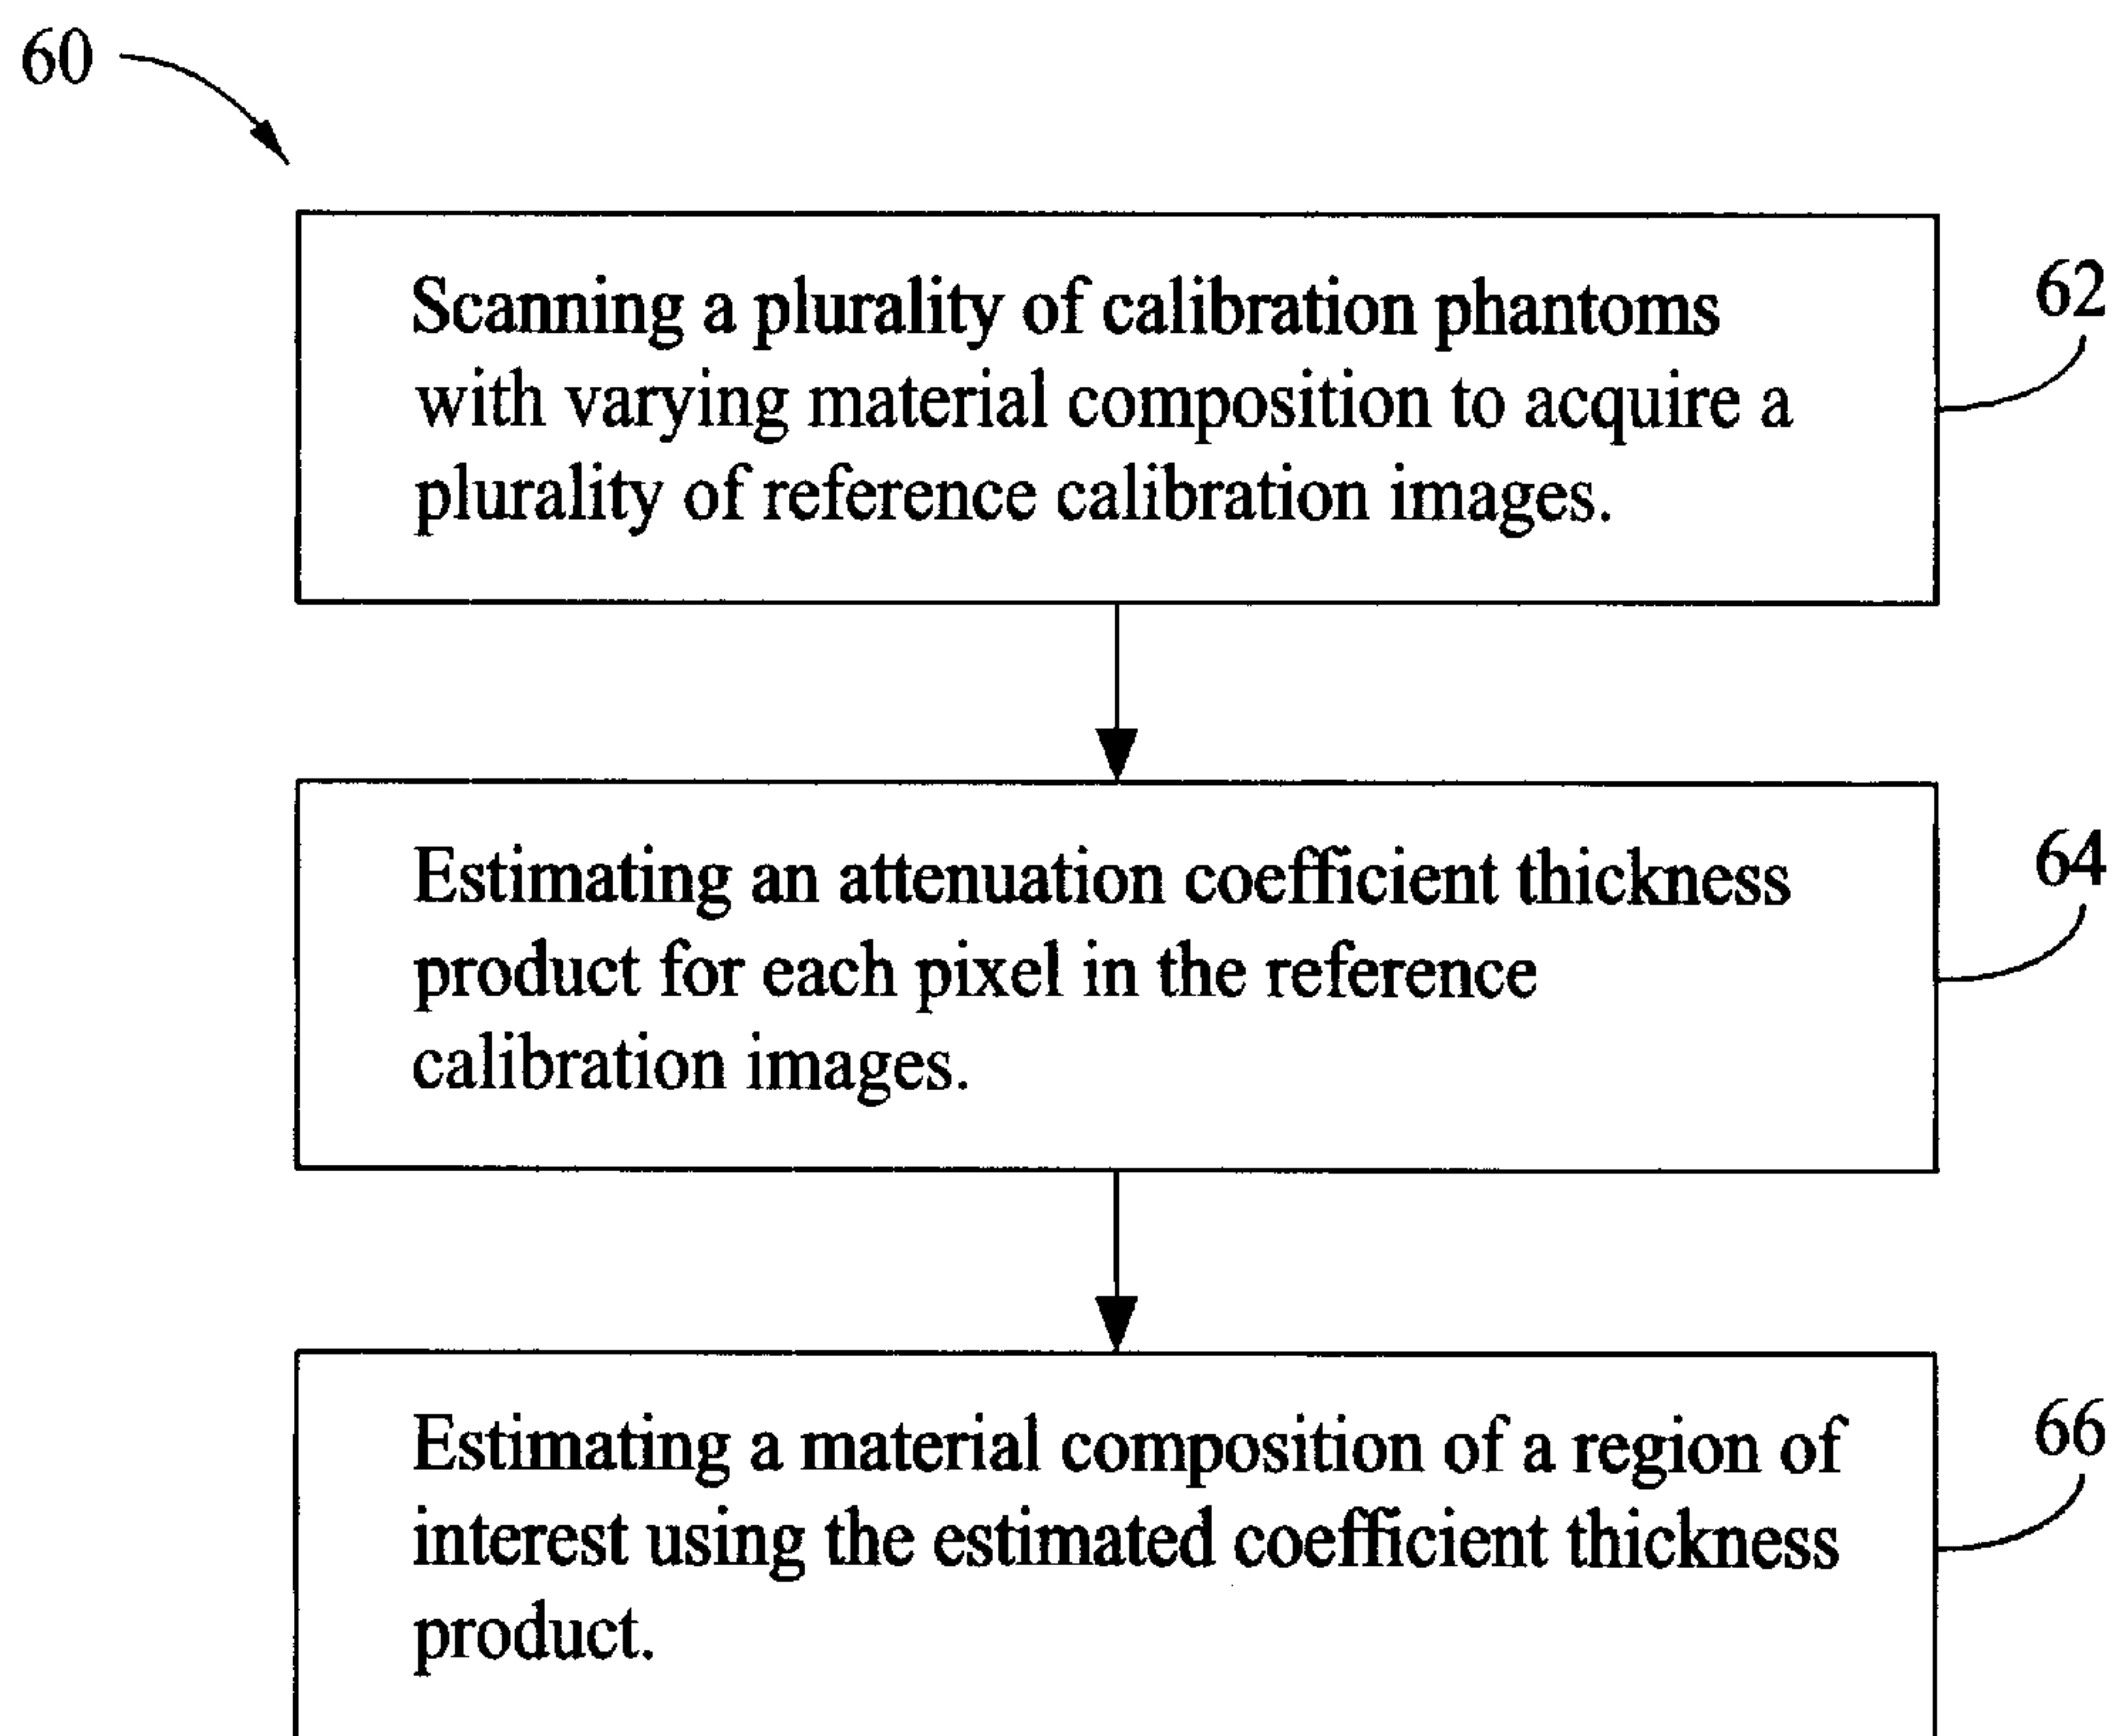 60
Scanning a plurality of calibration phantoms
with varying material composition to acquire a
plurality of reference calibration images.
62
Estimating an attenuation coefficient thickness
product for each pixel in the reference
calibration images.
64
Estimating a material composition of a region of
interest using the estimated coefficient thickness
product.
66